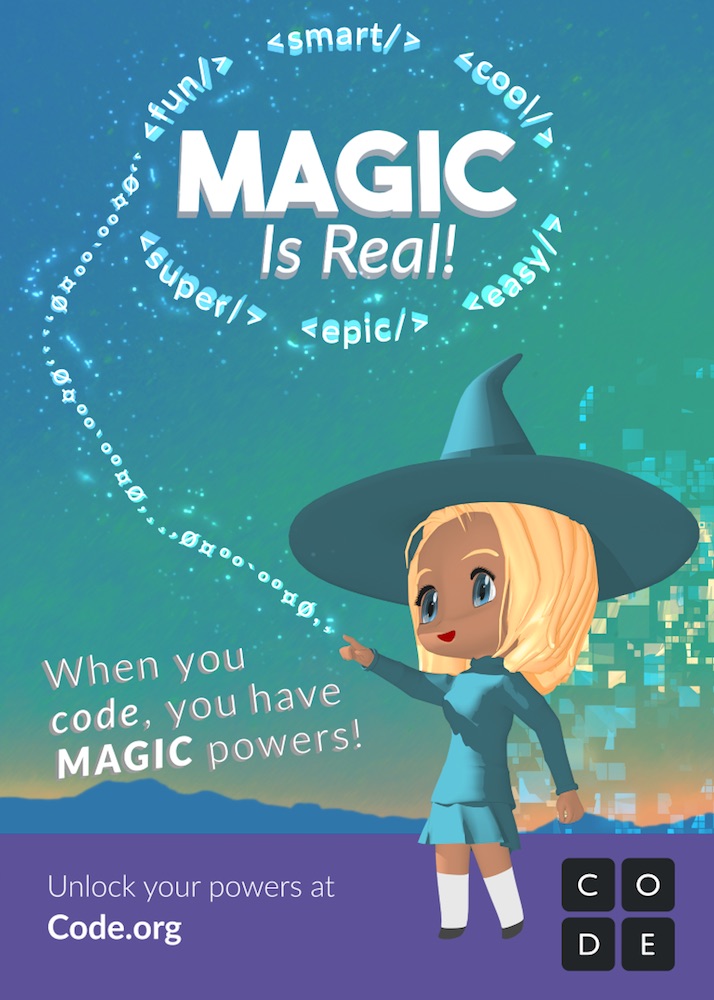 <smart/>
<fun/>
<cool/>
MAGIC
Is Real!
<super/>
<easy/>
<epic/>
When you
code, you have
MAGIC powers!
Unlock your powers at
Code.org
C O
D E